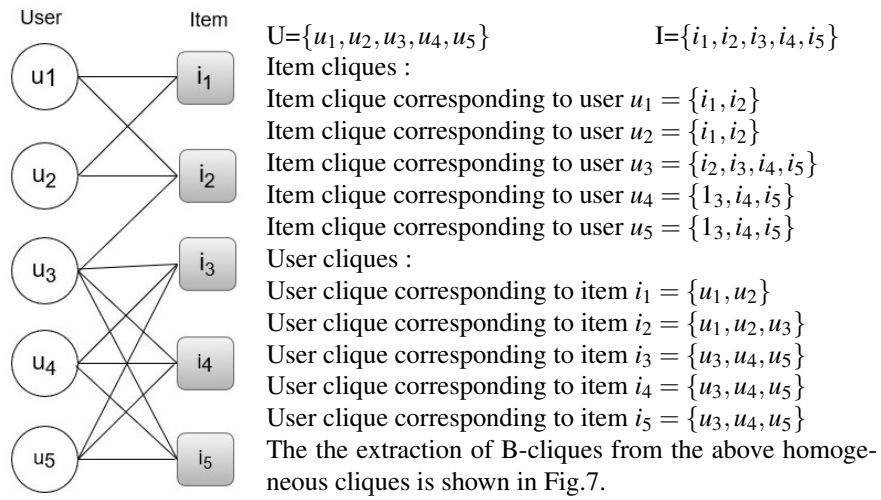 User Item
u1 i1
u2 i2
u3 i3
u4 i4
u5 i5
U={u1,u2,u3,u4,u5} I={i1,i2,i3,i4,i5}
Item cliques :
Item clique corresponding to user u1 = {i1,i2}
Item clique corresponding to user u2 = {i1,i2}
Item clique corresponding to user u3 = {i2,i3,i4,i5}
Item clique corresponding to user u4 = {13,i4,i5}
Item clique corresponding to user u5 = {13,i4,i5}
User cliques :
User clique corresponding to item i1 = {u1,u2}
User clique corresponding to item i2 = {u1,u2,u3}
User clique corresponding to item i3 = {u3,u4,u5}
User clique corresponding to item i4 = {u3,u4,u5}
User clique corresponding to item i5 = {u3,u4,u5}
The the extraction of B-cliques from the above homoge-
neous cliques is shown in Fig.7.